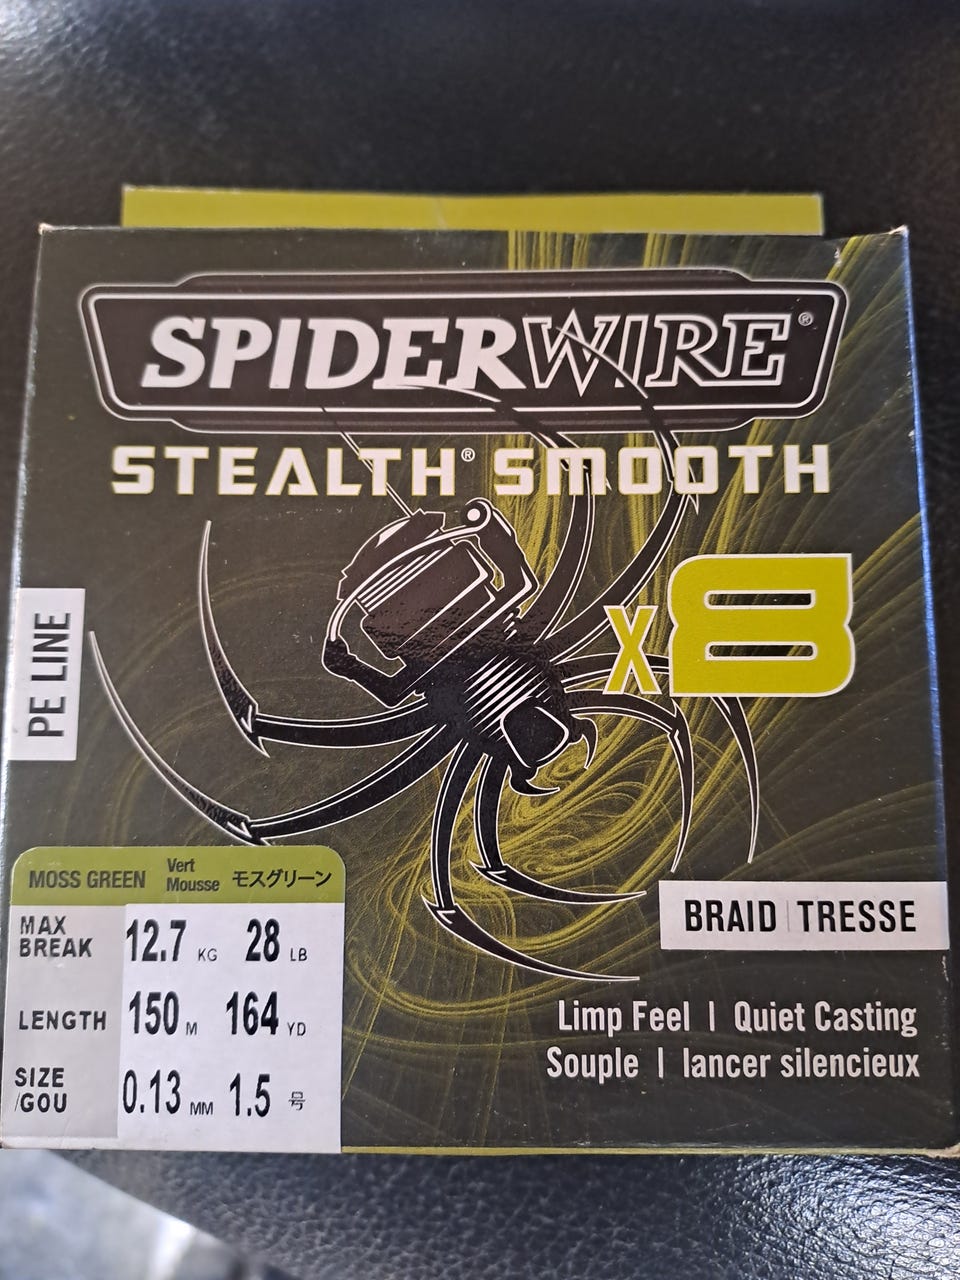 SPIDERWIRE®
STEALTH® SMOOTH
x8
PE LINE
MOSS GREEN Vert Mousse モスグリーン
MAX BREAK 12.7 KG 28 LB
LENGTH 150 M 164 YD
SIZE /GOU 0.13 MM 1.5 号
BRAID | TRESSE
Limp Feel | Quiet Casting
Souple | lancer silencieux